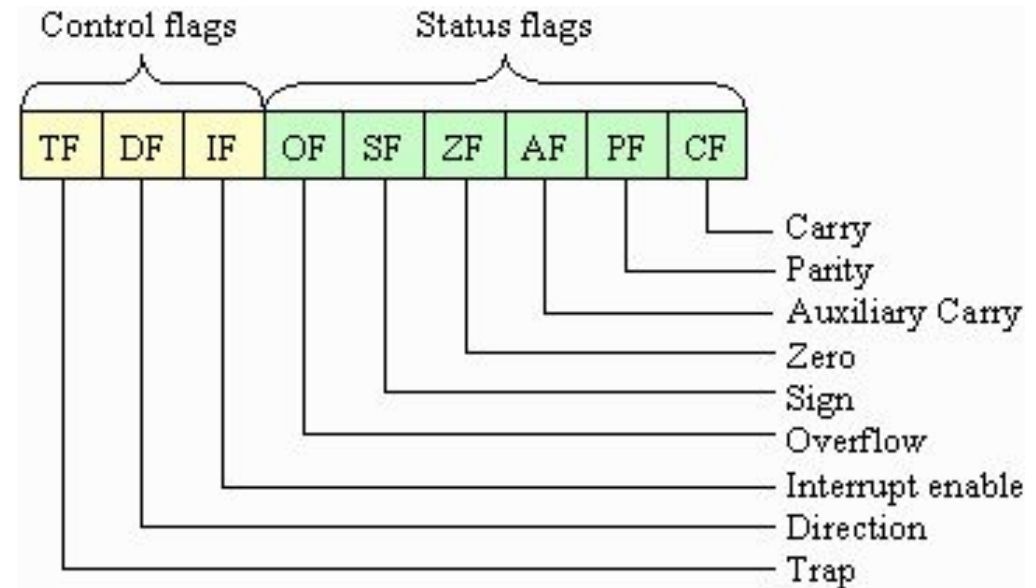 Control flags Status flags
TF DF IF OF SF ZF AF PF CF
Carry
Parity
Auxiliary Carry
Zero
Sign
Overflow
Interrupt enable
Direction
Trap